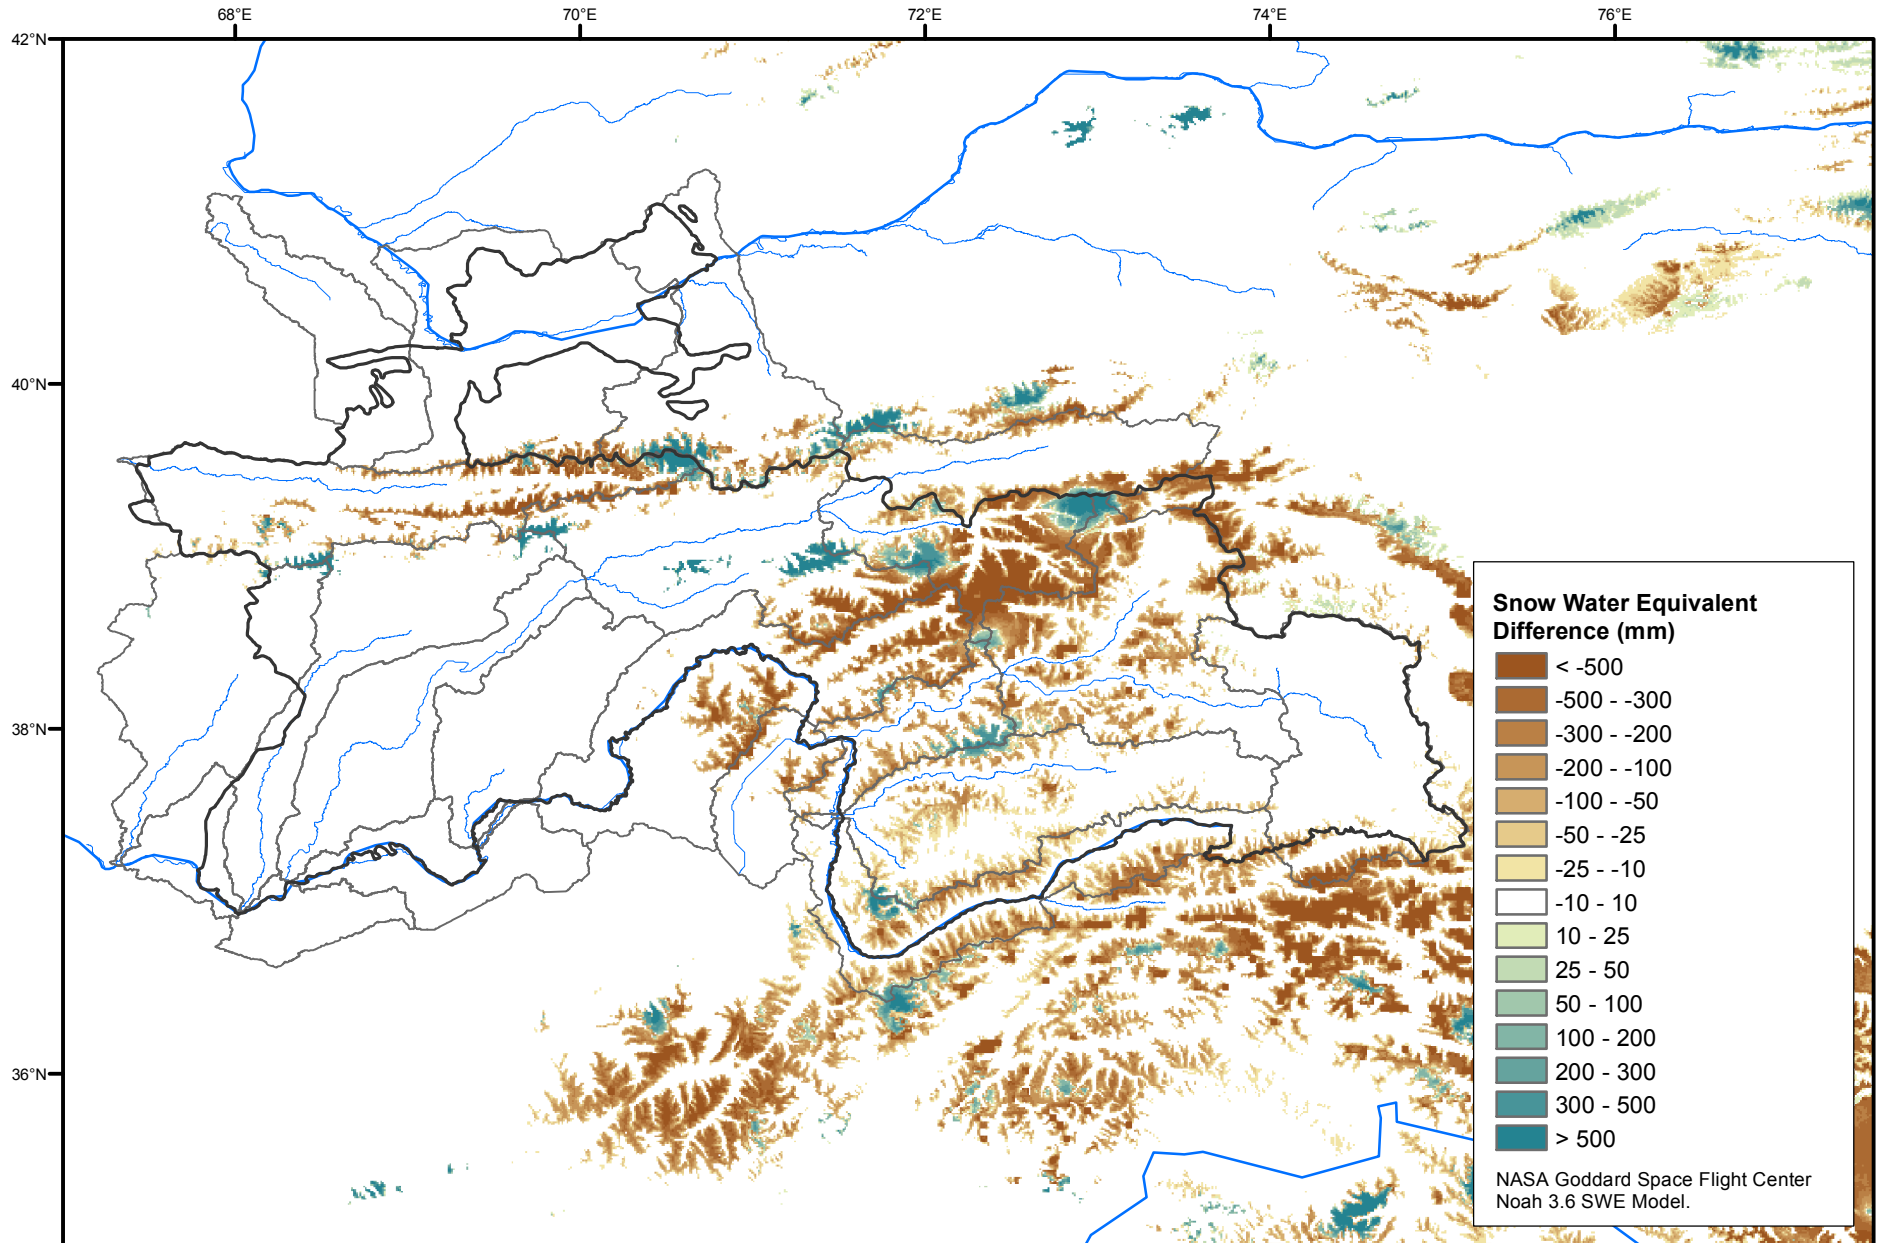 68°E 70°E 72°E 74°E 76°E
42°N
40°N
38°N
36°N
Snow Water Equivalent
Difference (mm)
< -500
-500 - -300
-300 - -200
-200 - -100
-100 - -50
-50 - -25
-25 - -10
-10 - 10
10 - 25
25 - 50
50 - 100
100 - 200
200 - 300
300 - 500
> 500
NASA Goddard Space Flight Center
Noah 3.6 SWE Model.